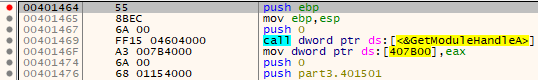 00401464 55 push ebp
00401465 8BEC mov ebp,esp
00401467 6A 00 push 0
00401469 FF15 04604000 call dword ptr ds:[<&GetModuleHandleA>]
0040146F A3 007B4000 mov dword ptr ds:[407B00],eax
00401474 6A 00 push 0
00401476 68 01154000 push part3.401501